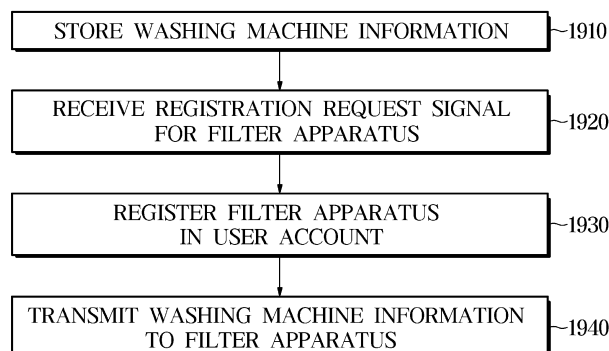 STORE WASHING MACHINE INFORMATION
1910
RECEIVE REGISTRATION REQUEST SIGNAL
FOR FILTER APPARATUS
1920
REGISTER FILTER APPARATUS
IN USER ACCOUNT
1930
TRANSMIT WASHING MACHINE INFORMATION
TO FILTER APPARATUS
1940